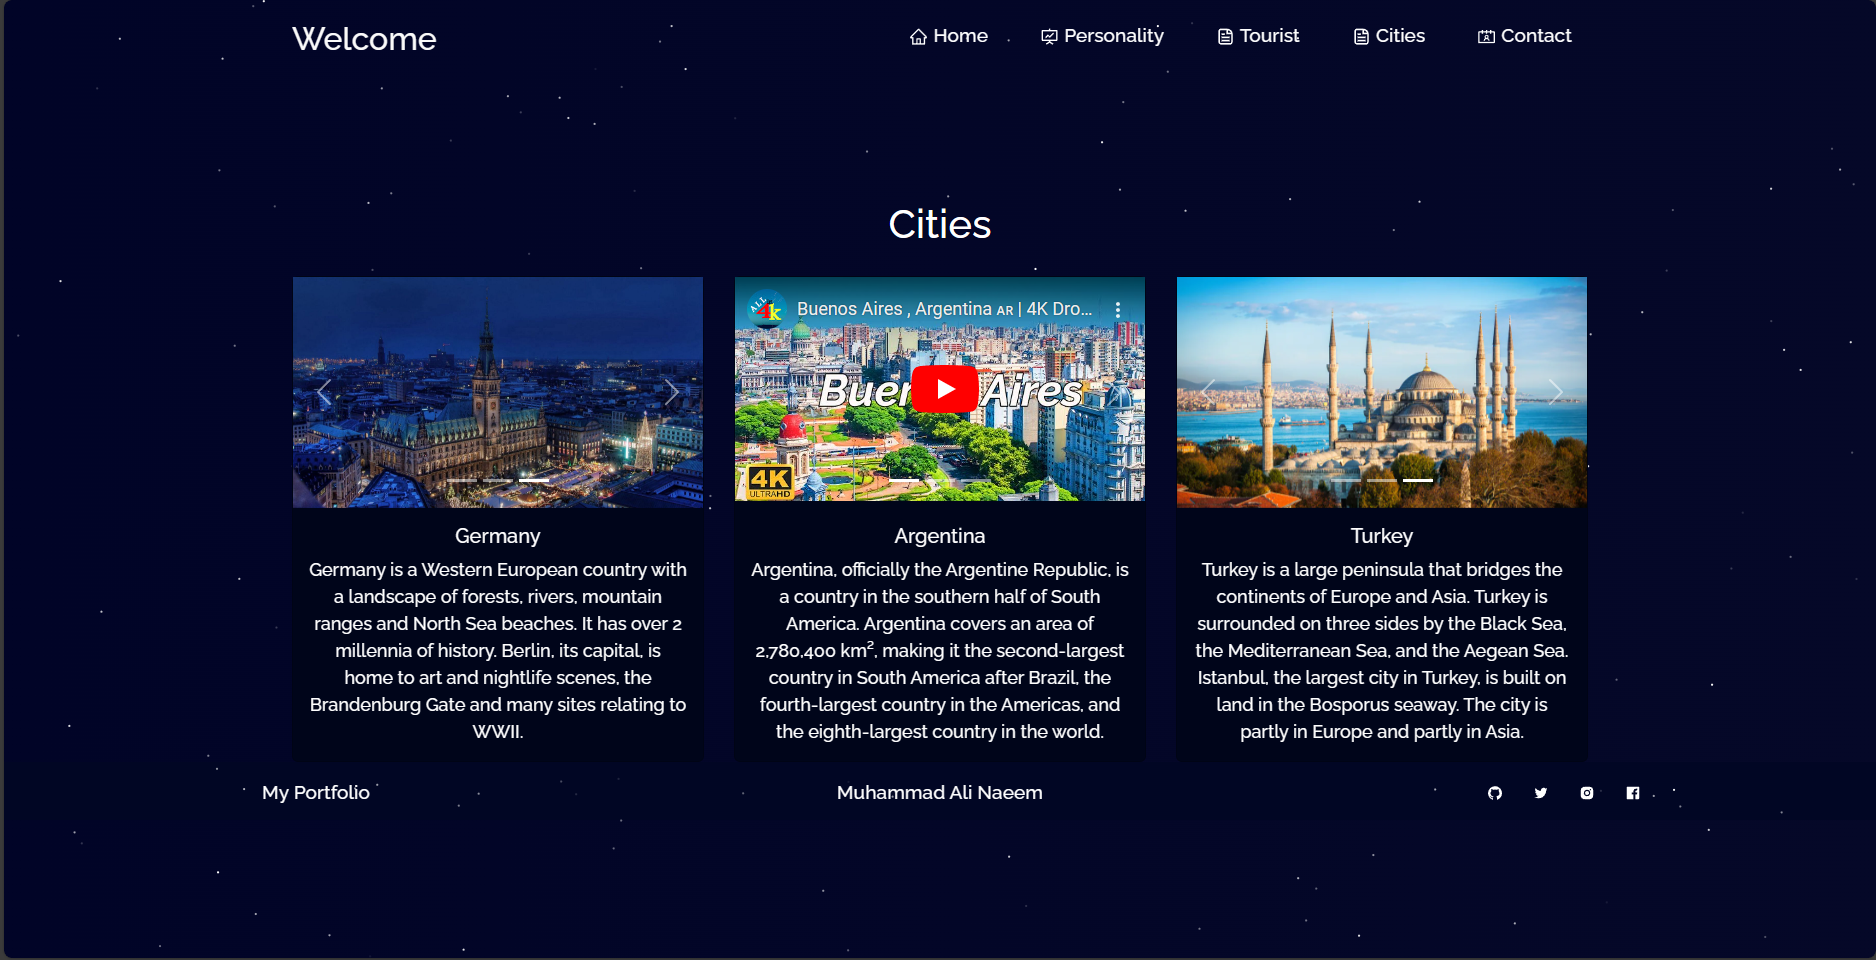 Welcome
Home
Personality
Tourist
Cities
Contact
Cities
ALL
4k
Buenos Aires , Argentina AR | 4K Dro...
Buenos Aires
4K
ULTRAHD
Germany
Germany is a Western European country with
a landscape of forests, rivers, mountain
ranges and North Sea beaches. It has over 2
millennia of history. Berlin, its capital, is
home to art and nightlife scenes, the
Brandenburg Gate and many sites relating to
WWII.
Argentina
Argentina, officially the Argentine Republic, is
a country in the southern half of South
America. Argentina covers an area of
2,780,400 km², making it the second-largest
country in South America after Brazil, the
fourth-largest country in the Americas, and
the eighth-largest country in the world.
Turkey
Turkey is a large peninsula that bridges the
continents of Europe and Asia. Turkey is
surrounded on three sides by the Black Sea,
the Mediterranean Sea, and the Aegean Sea.
Istanbul, the largest city in Turkey, is built on
land in the Bosporus seaway. The city is
partly in Europe and partly in Asia.
My Portfolio
Muhammad Ali Naeem